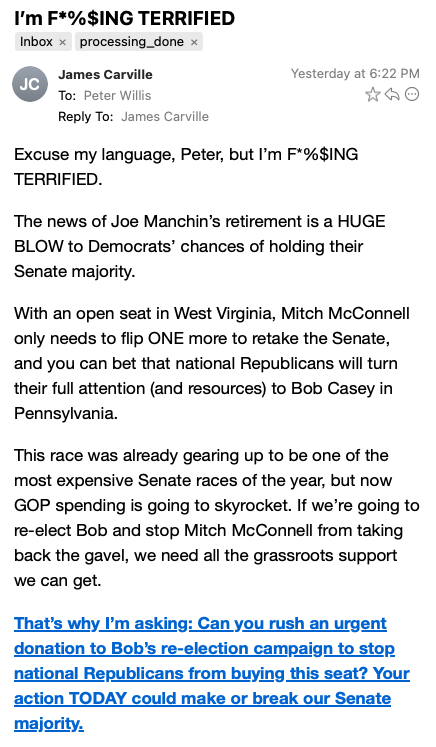 I’m F*%$ING TERRIFIED
Inbox × processing_done ×
JC
James Carville
Yesterday at 6:22 PM
To: Peter Willis
Reply To: James Carville
Excuse my language, Peter, but I’m F*%$ING
TERRIFIED.
The news of Joe Manchin’s retirement is a HUGE
BLOW to Democrats’ chances of holding their
Senate majority.
With an open seat in West Virginia, Mitch McConnell
only needs to flip ONE more to retake the Senate,
and you can bet that national Republicans will turn
their full attention (and resources) to Bob Casey in
Pennsylvania.
This race was already gearing up to be one of the
most expensive Senate races of the year, but now
GOP spending is going to skyrocket. If we’re going to
re-elect Bob and stop Mitch McConnell from taking
back the gavel, we need all the grassroots support
we can get.
That’s why I’m asking: Can you rush an urgent
donation to Bob’s re-election campaign to stop
national Republicans from buying this seat? Your
action TODAY could make or break our Senate
majority.